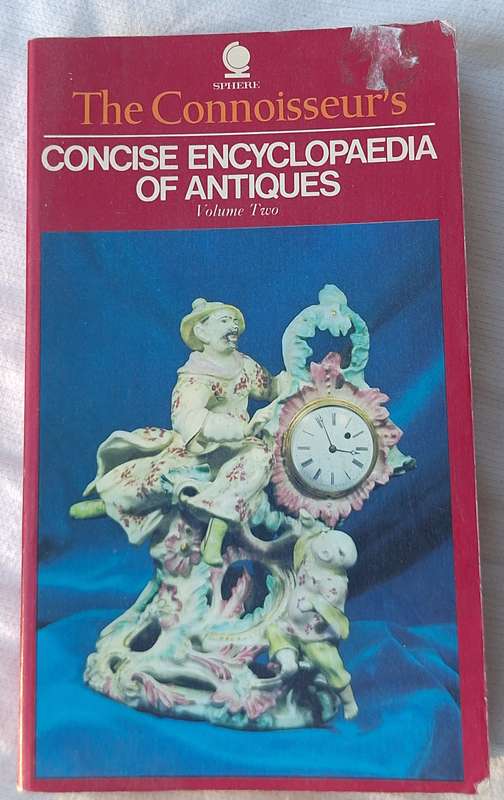 SPHERE
The Connoisseur's
CONCISE ENCYCLOPAEDIA
OF ANTIQUES
Volume Two